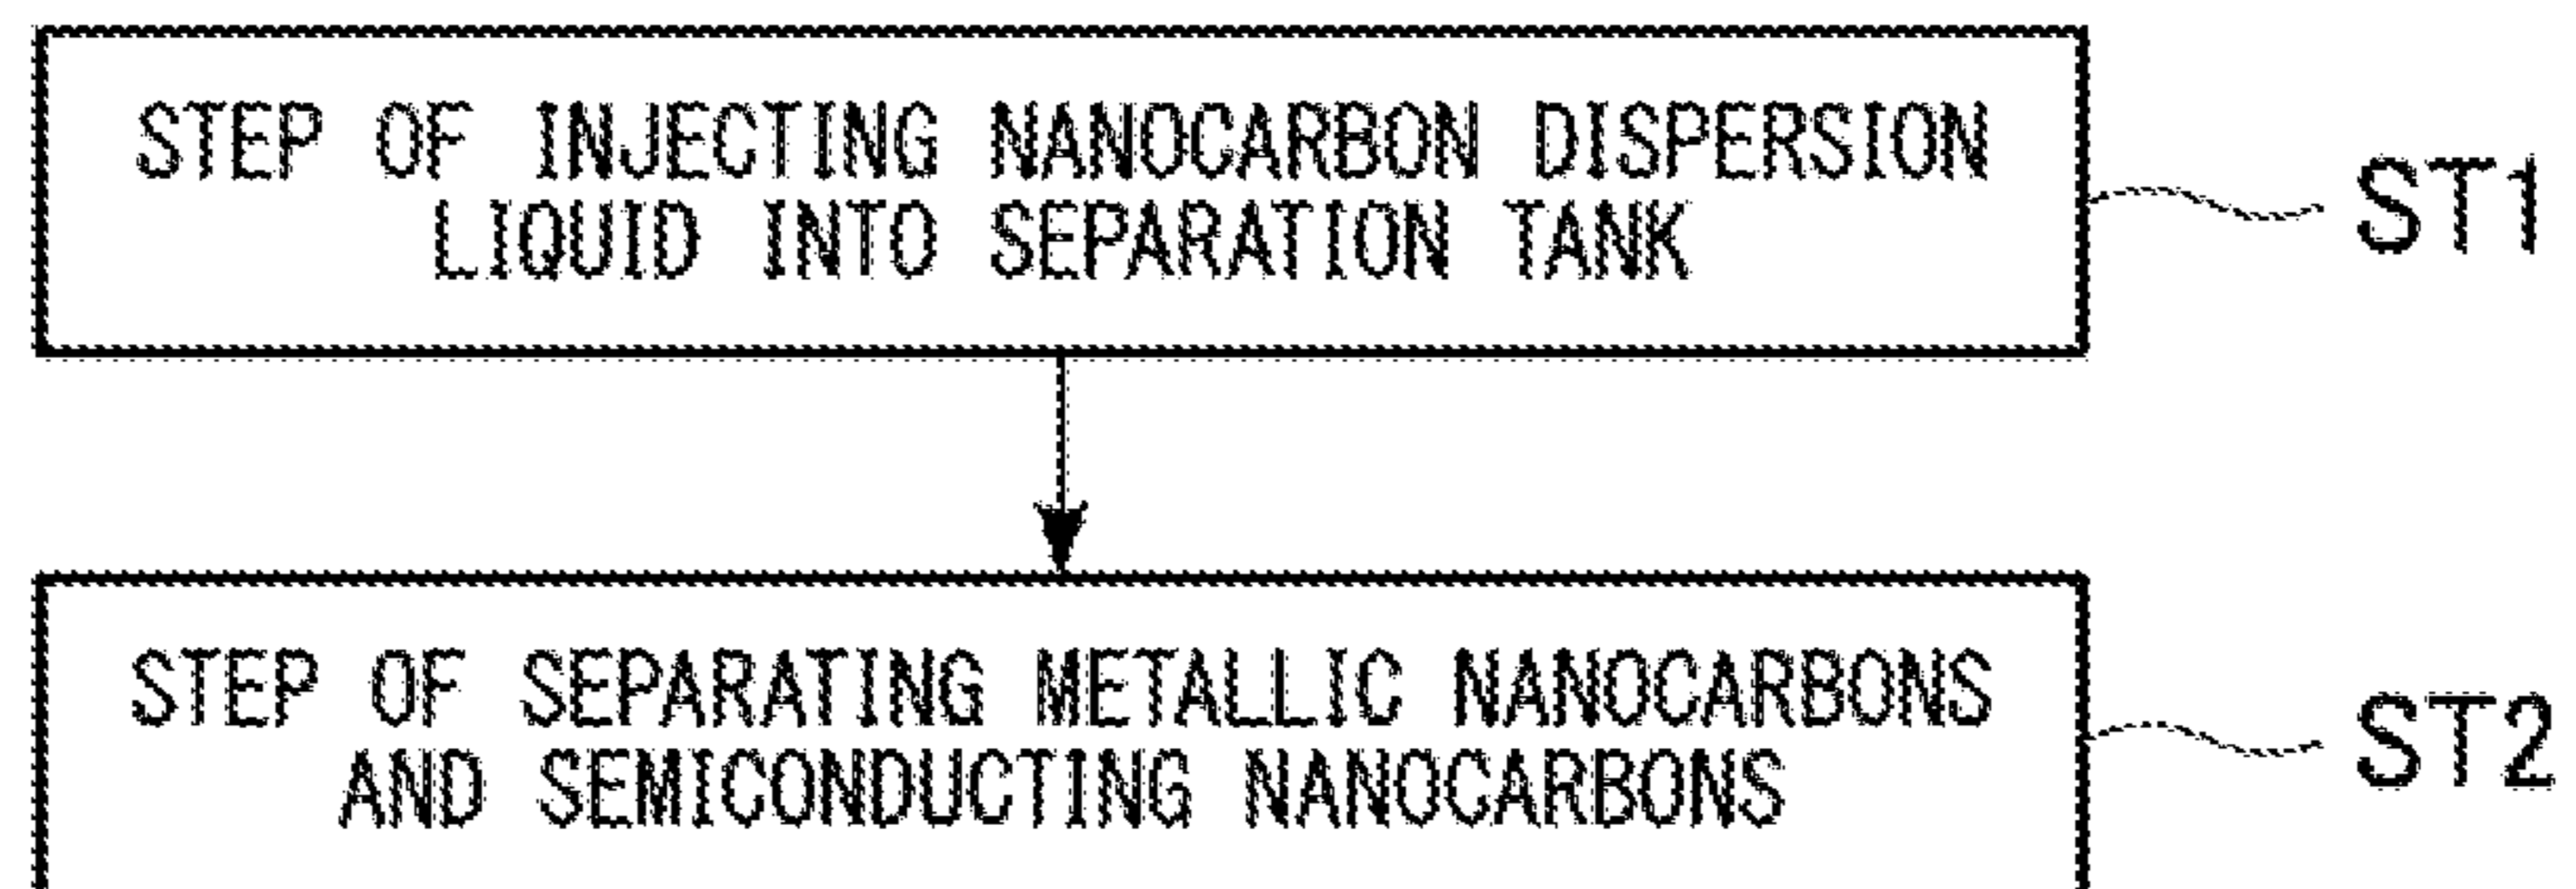 STEP OF INJECTING NANOCARBON DISPERSION
LIQUID INTO SEPARATION TANK
ST1
STEP OF SEPARATING METALLIC NANOCARBONS
AND SEMICONDUCTING NANOCARBONS
ST2